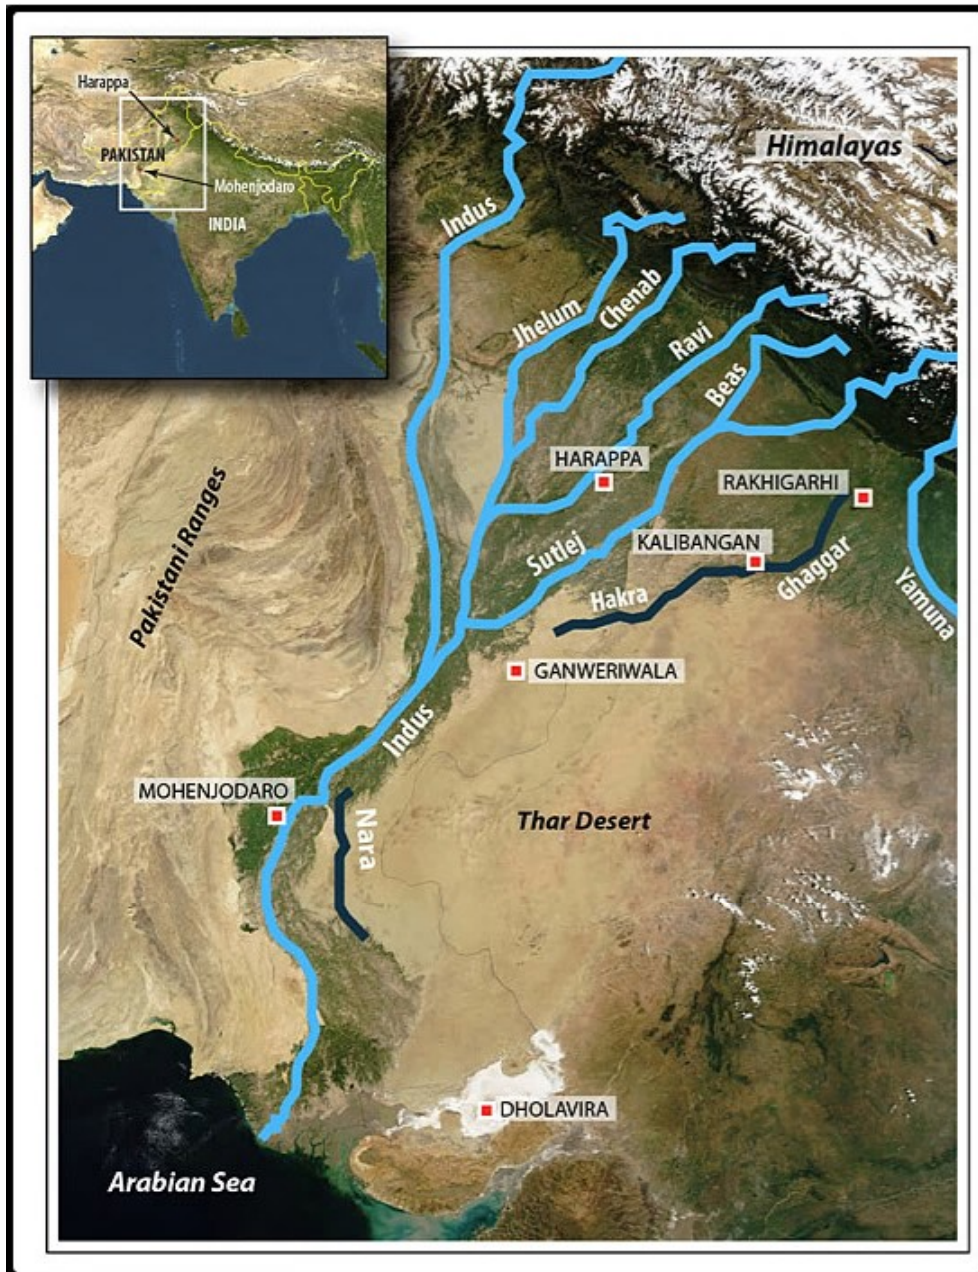 Harappa
PAKISTAN
Mohenjodaro
INDIA
Himalayas
Indus
Jhelum
Chenab
Ravi
Beas
HARAPPA
RAKHIGARHI
Sutlej
KALIBANGAN
Hakra
Ghaggar
Yamuna
Pakistani Ranges
GANWERIWALA
Indus
MOHENJODARO
Nara
Thar Desert
DHOLAVIRA
Arabian Sea